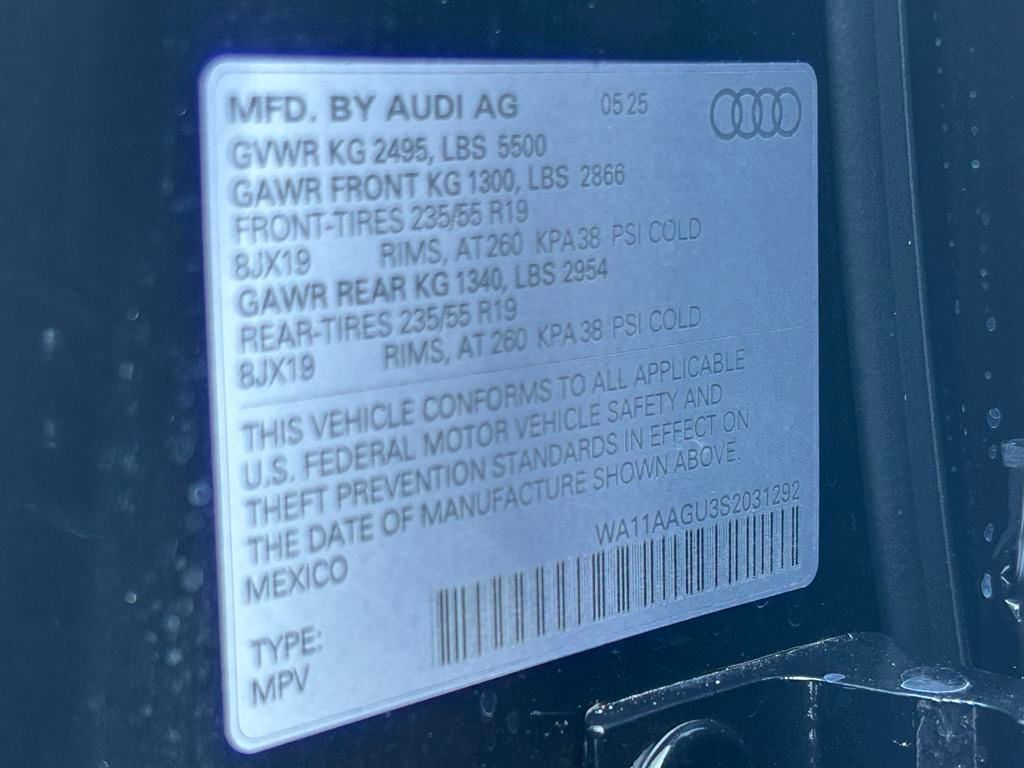 MFD. BY AUDI AG 05 25
GVWR KG 2495, LBS 5500
GAWR FRONT KG 1300, LBS 2866
FRONT-TIRES 235/55 R19
8JX19 RIMS, AT 260 KPA 38 PSI COLD
GAWR REAR KG 1340, LBS 2954
REAR-TIRES 235/55 R19
8JX19 RIMS, AT 260 KPA 38 PSI COLD
THIS VEHICLE CONFORMS TO ALL APPLICABLE
U.S. FEDERAL MOTOR VEHICLE SAFETY AND
THEFT PREVENTION STANDARDS IN EFFECT ON
THE DATE OF MANUFACTURE SHOWN ABOVE.
MEXICO WA11AAGU3S2031292
TYPE:
MPV